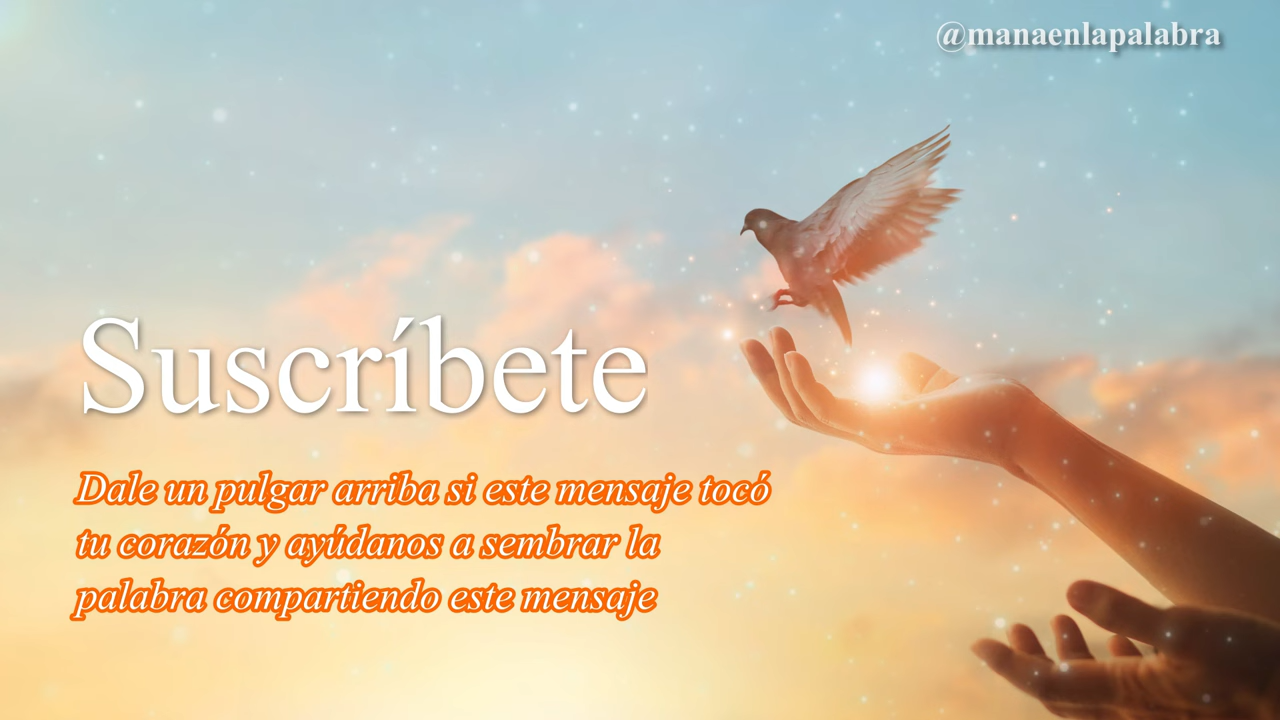 @manaenlapalabra
Suscríbete
Dale un pulgar arriba si este mensaje tocó
tu corazón y ayúdanos a sembrar la
palabra compartiendo este mensaje